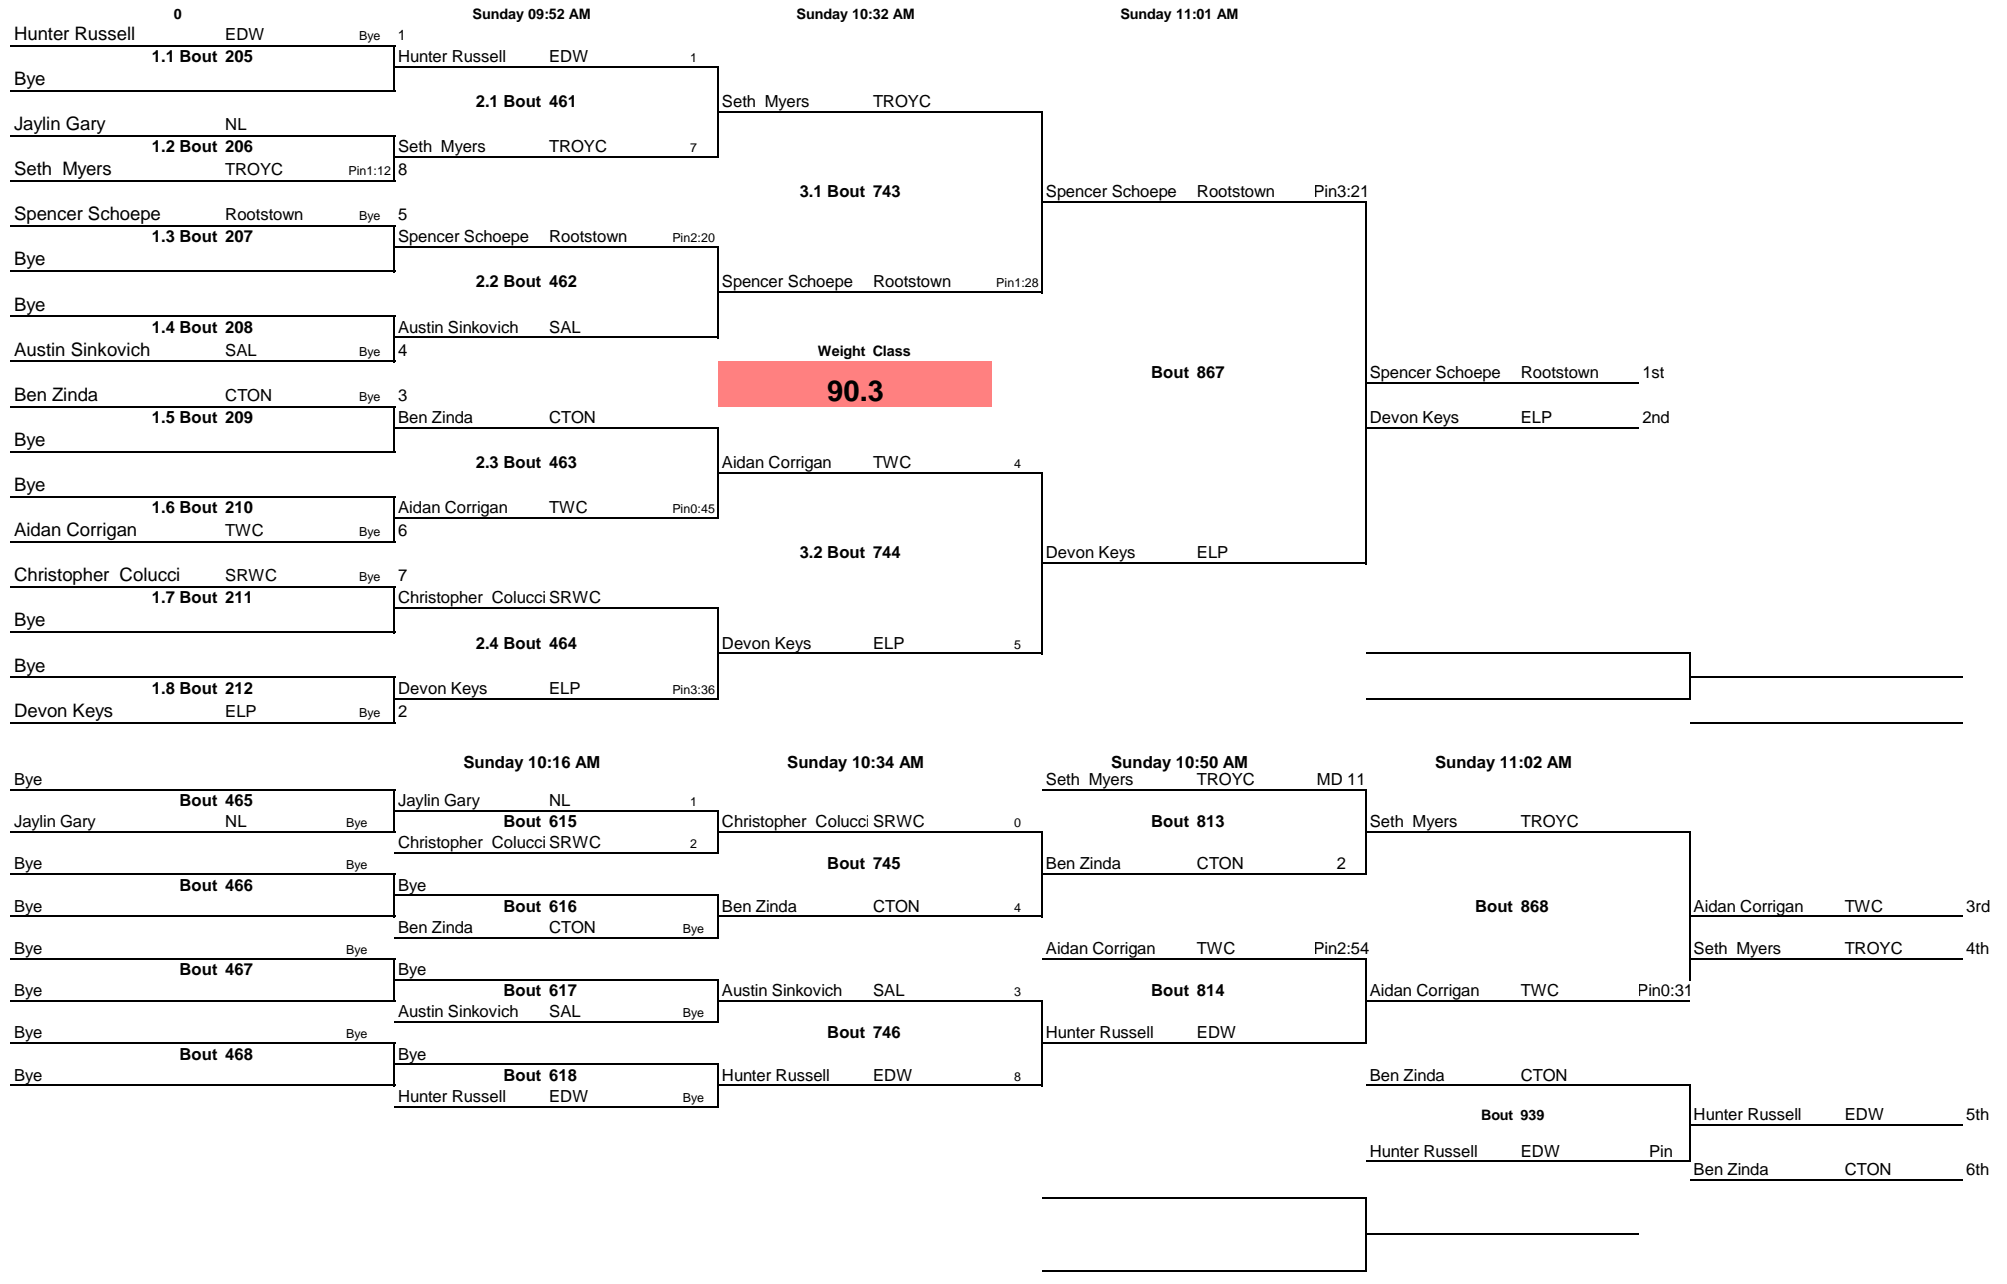 0 Sunday 09:52 AM Sunday 10:32 AM Sunday 11:01 AM
Hunter Russell EDW Bye 1
1.1 Bout 205 Hunter Russell EDW 1
Bye
2.1 Bout 461 Seth Myers TROYC
Jaylin Gary NL
1.2 Bout 206 Seth Myers TROYC 7
Seth Myers TROYC Pin1:12 8
3.1 Bout 743 Spencer Schoepe Rootstown Pin3:21
Spencer Schoepe Rootstown Bye 5
1.3 Bout 207 Spencer Schoepe Rootstown Pin2:20
Bye
2.2 Bout 462 Spencer Schoepe Rootstown Pin1:28
Bye
1.4 Bout 208 Austin Sinkovich SAL
Austin Sinkovich SAL Bye 4 Weight Class
Bout 867 Spencer Schoepe Rootstown 1st
Ben Zinda CTON Bye 3 90.3
1.5 Bout 209 Ben Zinda CTON Devon Keys ELP 2nd
Bye
2.3 Bout 463 Aidan Corrigan TWC 4
Bye
1.6 Bout 210 Aidan Corrigan TWC Pin0:45
Aidan Corrigan TWC Bye 6
3.2 Bout 744 Devon Keys ELP
Christopher Colucci SRWC Bye 7
1.7 Bout 211 Christopher Colucci SRWC
Bye
2.4 Bout 464 Devon Keys ELP 5
Bye
1.8 Bout 212 Devon Keys ELP Pin3:36
Devon Keys ELP Bye 2
Sunday 10:16 AM Sunday 10:34 AM Sunday 10:50 AM Sunday 11:02 AM
Bye Seth Myers TROYC MD 11
Bout 465 Jaylin Gary NL 1
Jaylin Gary NL Bye Bout 615 Christopher Colucci SRWC 0 Bout 813 Seth Myers TROYC
Christopher Colucci SRWC 2
Bye Bye Bout 745 Ben Zinda CTON 2
Bout 466 Bye
Bye Bout 616 Ben Zinda CTON 4 Bout 868 Aidan Corrigan TWC 3rd
Ben Zinda CTON Bye
Bye Bye Aidan Corrigan TWC Pin2:54 Seth Myers TROYC 4th
Bout 467 Bye
Bye Bout 617 Austin Sinkovich SAL 3 Bout 814 Aidan Corrigan TWC Pin0:31
Austin Sinkovich SAL Bye
Bye Bye Bout 746 Hunter Russell EDW
Bout 468 Bye
Bye Bout 618 Hunter Russell EDW 8 Ben Zinda CTON
Hunter Russell EDW Bye
Bout 939 Hunter Russell EDW 5th
Hunter Russell EDW Pin
Ben Zinda CTON 6th